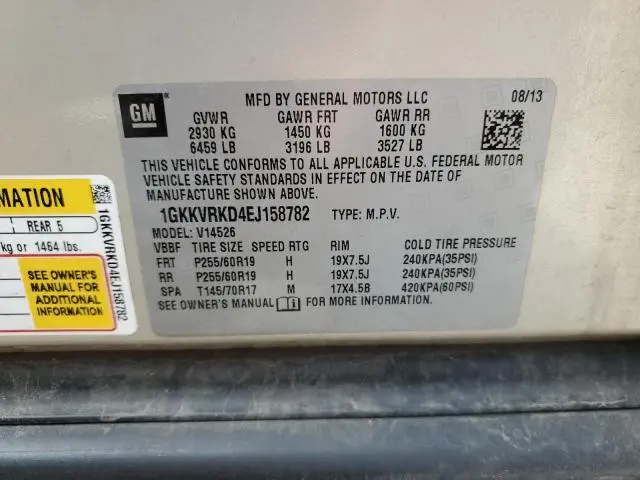 GM
MFD BY GENERAL MOTORS LLC 08/13
GVWR GAWR FRT GAWR RR
2930 KG 1450 KG 1600 KG
6459 LB 3196 LB 3527 LB
THIS VEHICLE CONFORMS TO ALL APPLICABLE U.S. FEDERAL MOTOR
VEHICLE SAFETY STANDARDS IN EFFECT ON THE DATE OF
MANUFACTURE SHOWN ABOVE.
1GKKVRKD4EJ158782 TYPE: M.P.V.
MODEL: V14526
VBBF TIRE SIZE SPEED RTG RIM COLD TIRE PRESSURE
FRT P255/60R19 H 19X7.5J 240KPA(35PSI)
RR P255/60R19 H 19X7.5J 240KPA(35PSI)
SPA T145/70R17 M 17X4.5B 420KPA(60PSI)
SEE OWNER'S MANUAL FOR MORE INFORMATION.
RMATION
REAR 5
kg or 1464 lbs.
SEE OWNER'S
MANUAL FOR
ADDITIONAL
INFORMATION
1GKKVRKD4EJ158782